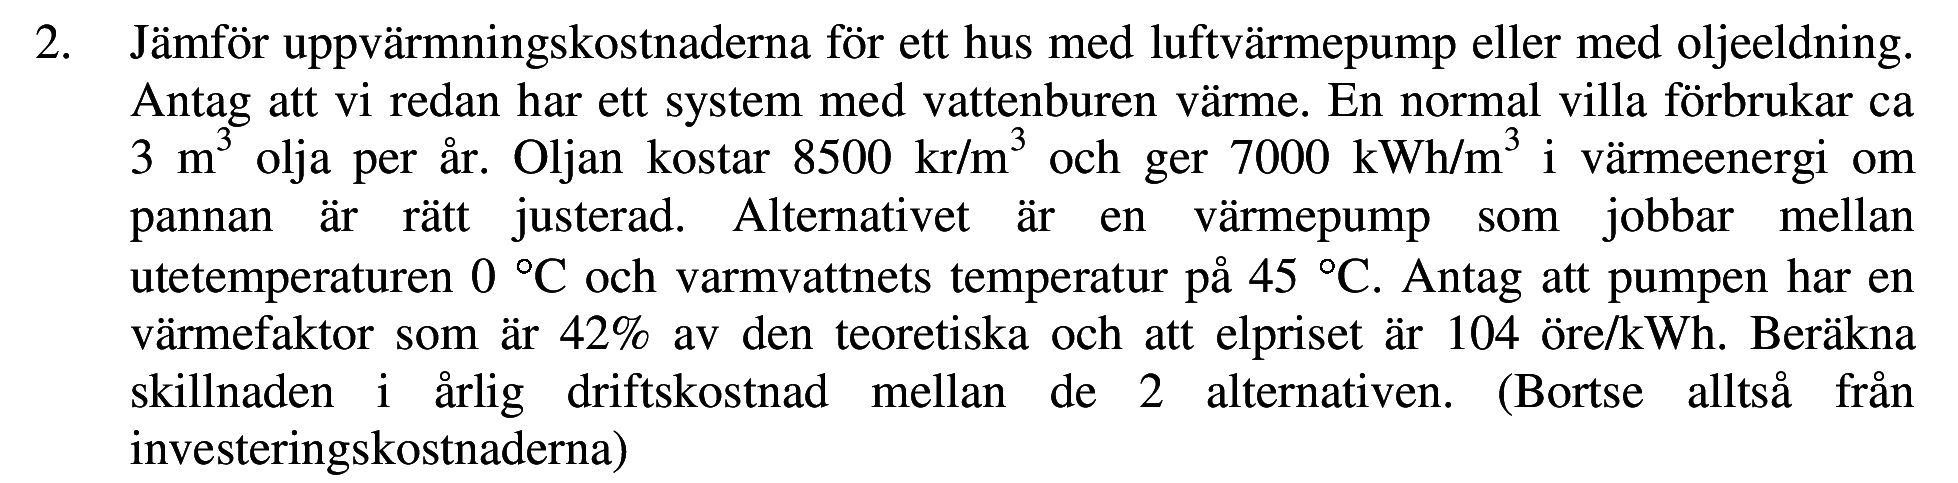 2. Jämför uppvärmningskostnaderna för ett hus med luftvärmepump eller med oljeeldning.
Antag att vi redan har ett system med vattenburen värme. En normal villa förbrukar ca
3 m³ olja per år. Oljan kostar 8500 kr/m³ och ger 7000 kWh/m³ i värmeenergi om
pannan är rätt justerad. Alternativet är en värmepump som jobbar mellan
utetemperaturen 0 °C och varmvattnets temperatur på 45 °C. Antag att pumpen har en
värmefaktor som är 42% av den teoretiska och att elpriset är 104 öre/kWh. Beräkna
skillnaden i årlig driftskostnad mellan de 2 alternativen. (Bortse alltså från
investeringskostnaderna)